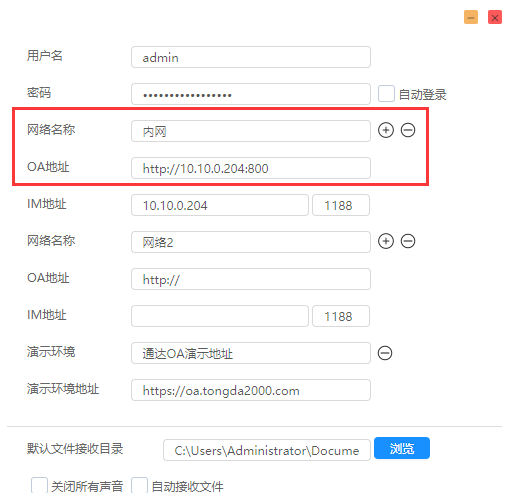 用户名 admin
密码 ••••••••••••••••• 自动登录
网络名称 内网
OA地址 http://10.10.0.204:800
IM地址 10.10.0.204 1188
网络名称 网络2
OA地址 http://
IM地址 1188
演示环境 通达OA演示地址
演示环境地址 https://oa.tongda2000.com
默认文件接收目录 C:\Users\Administrator\Docume 浏览
关闭所有声音 自动接收文件